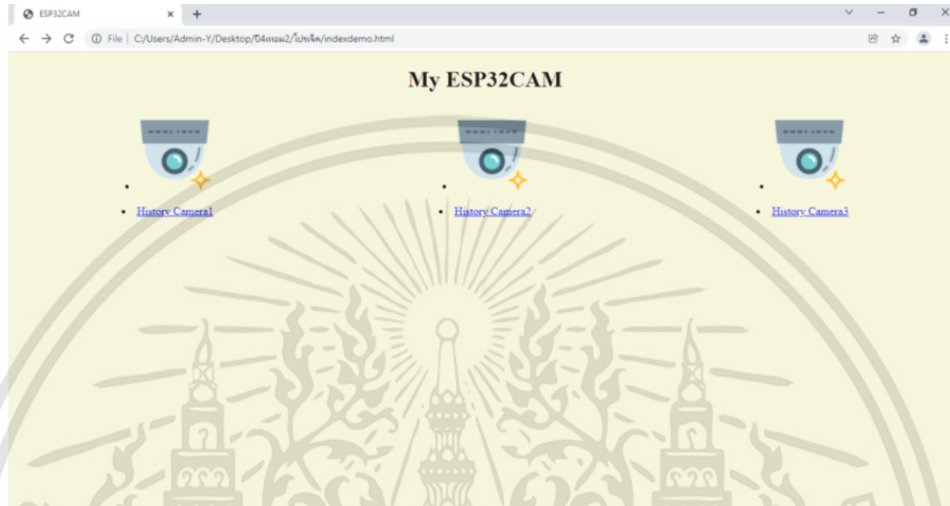 ESP32CAM
File | C:/Users/Admin-Y/Desktop/ปี4เทอม2/โปรเจ็ค/indexdemo.html
My ESP32CAM
History Camera1 History Camera2 History Camera3